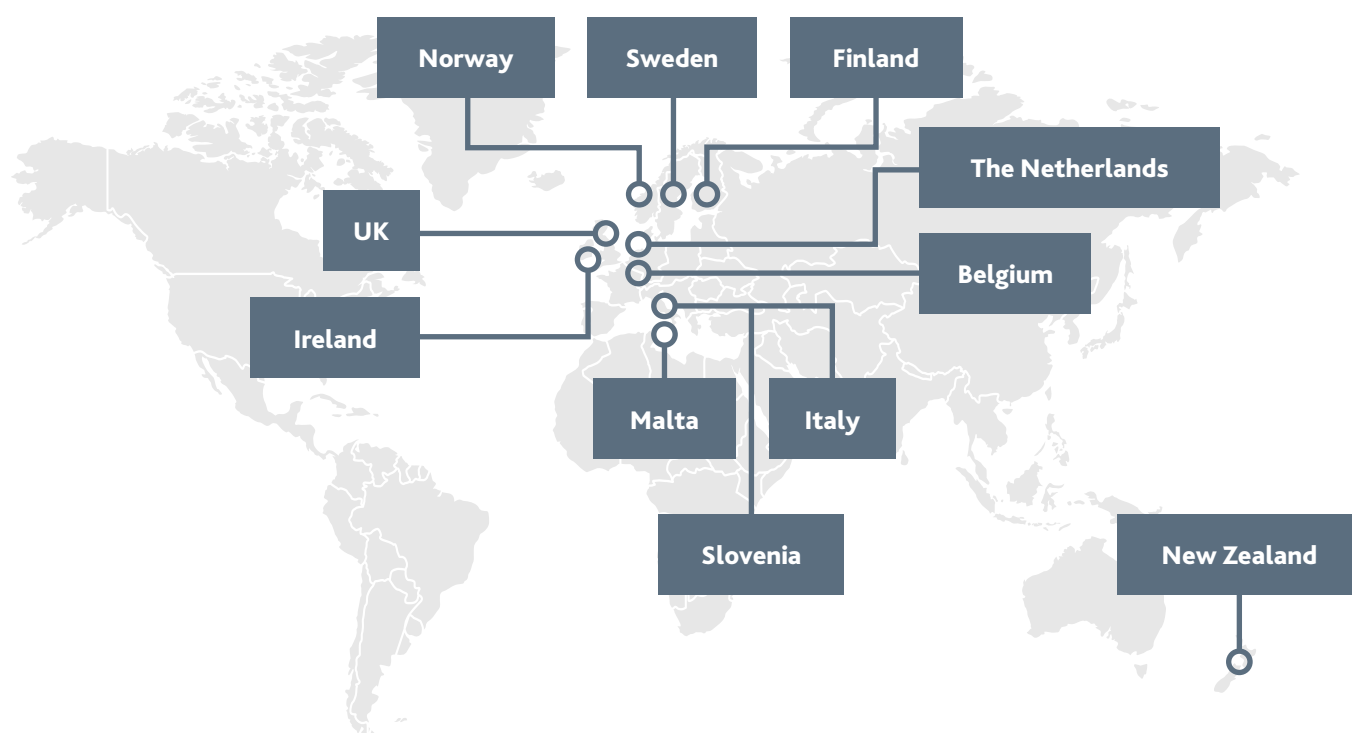 Norway
Sweden
Finland
The Netherlands
UK
Belgium
Ireland
Malta
Italy
Slovenia
New Zealand